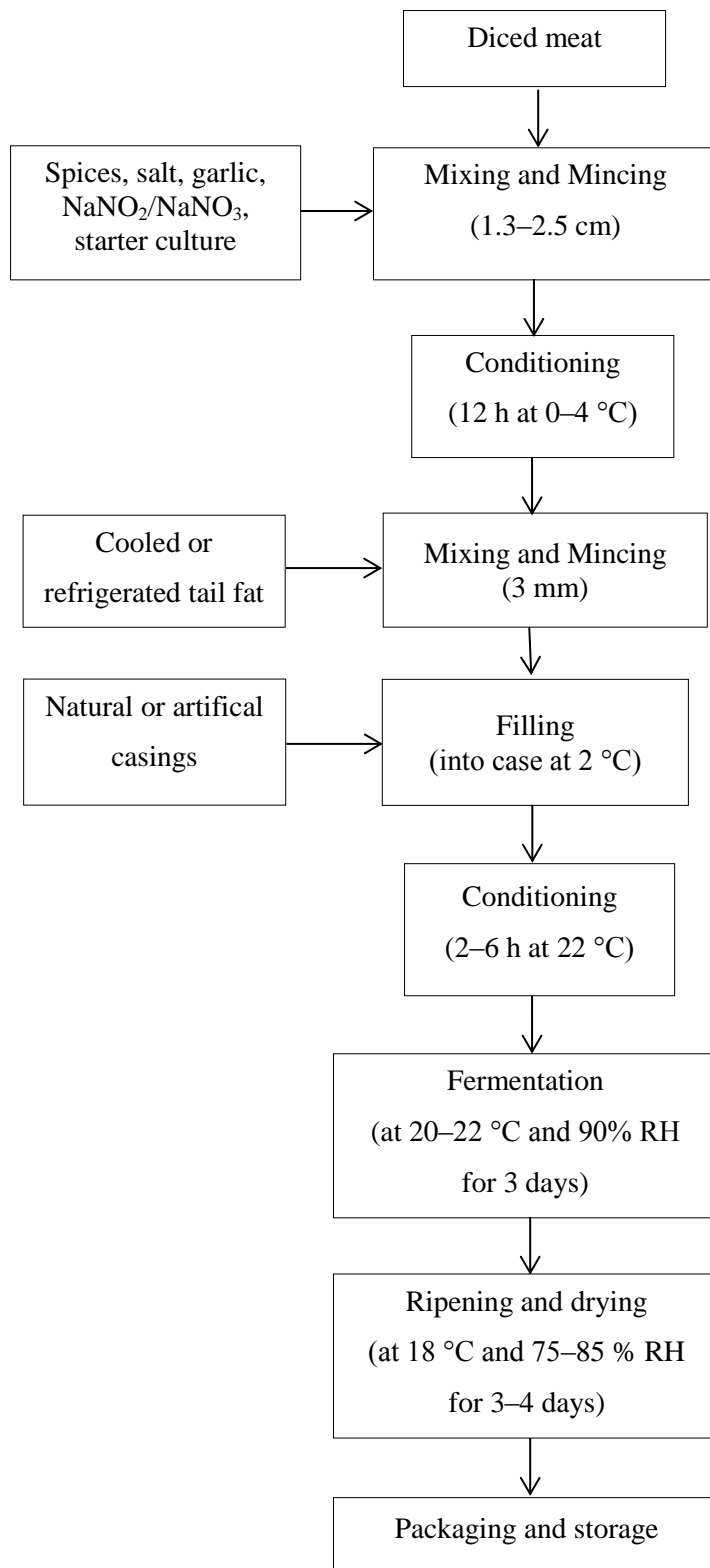 Diced meat
Spices, salt, garlic,
NaNO₂/NaNO₃,
starter culture
Mixing and Mincing
(1.3–2.5 cm)
Conditioning
(12 h at 0–4 °C)
Cooled or
refrigerated tail fat
Mixing and Mincing
(3 mm)
Natural or artifical
casings
Filling
(into case at 2 °C)
Conditioning
(2–6 h at 22 °C)
Fermentation
(at 20–22 °C and 90% RH
for 3 days)
Ripening and drying
(at 18 °C and 75–85 % RH
for 3–4 days)
Packaging and storage